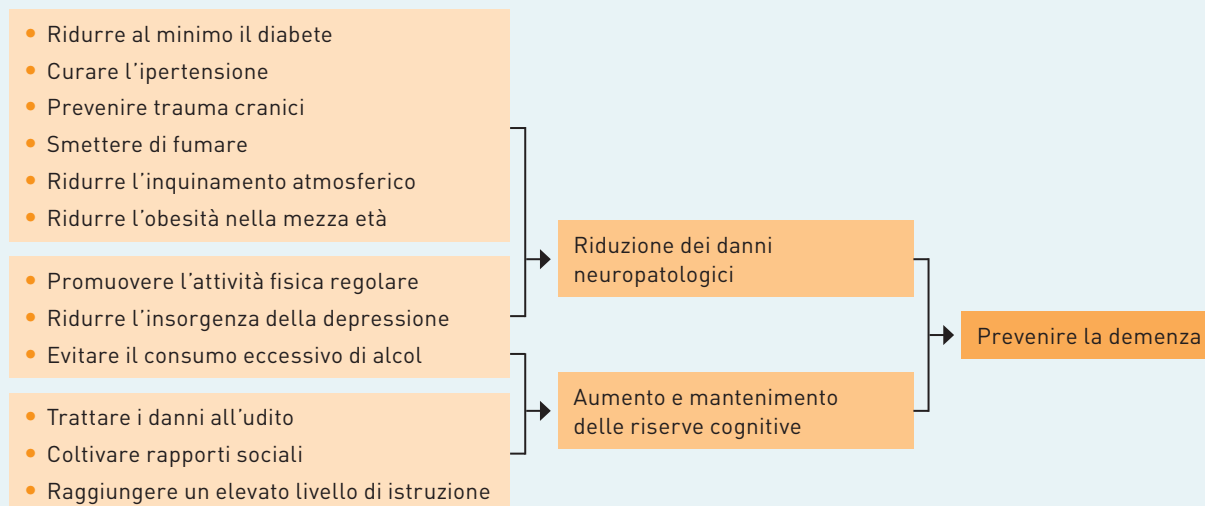 • Ridurre al minimo il diabete
• Curare l'ipertensione
• Prevenire trauma cranici
• Smettere di fumare
• Ridurre l'inquinamento atmosferico
• Ridurre l'obesità nella mezza età
• Promuovere l'attività fisica regolare
• Ridurre l'insorgenza della depressione
• Evitare il consumo eccessivo di alcol
• Trattare i danni all'udito
• Coltivare rapporti sociali
• Raggiungere un elevato livello di istruzione
Riduzione dei danni
neuropatologici
Aumento e mantenimento
delle riserve cognitive
Prevenire la demenza